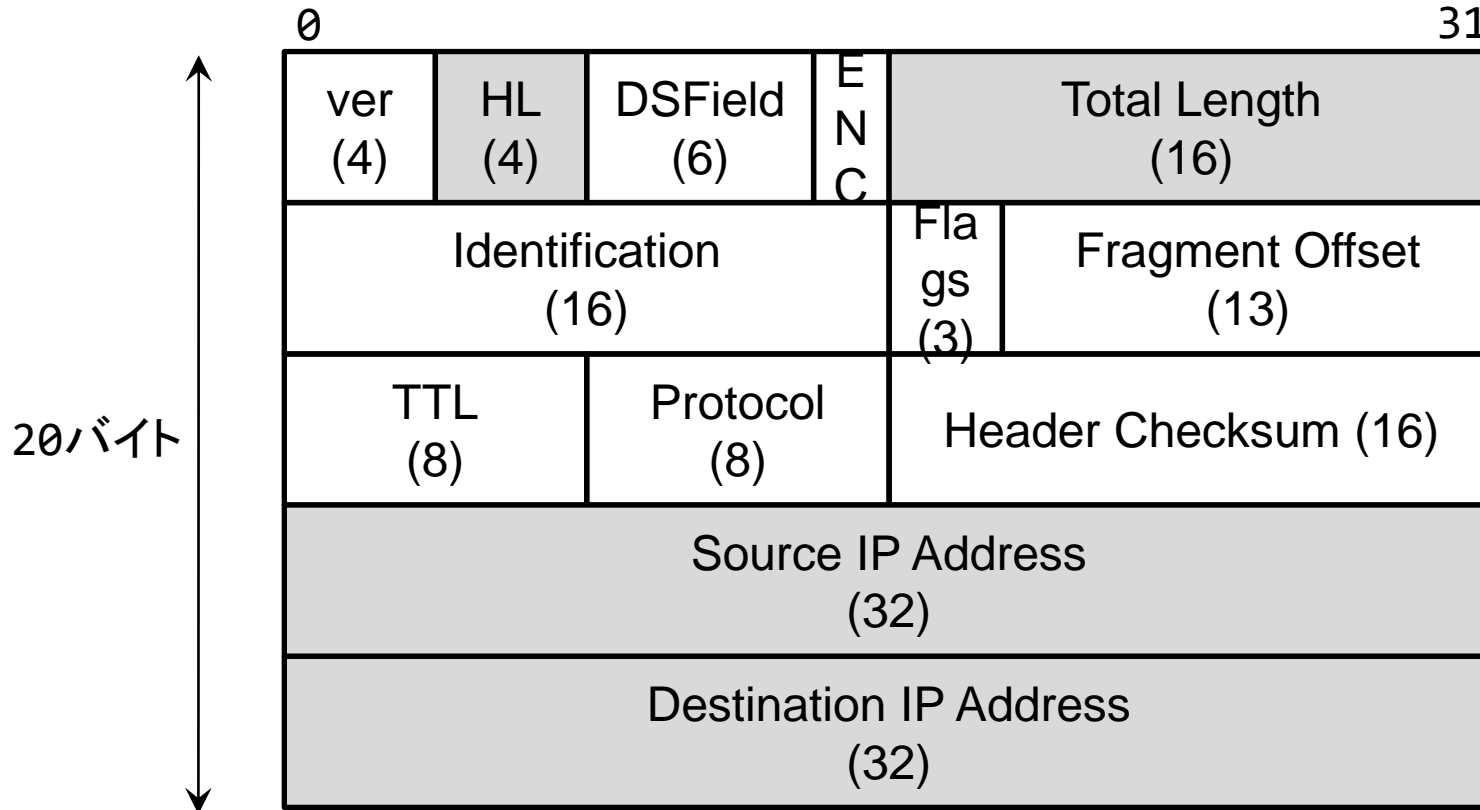 0
31
ver
(4)
HL
(4)
DSField
(6)
E
N
C
Total Length
(16)
Identification
(16)
Fla
gs
(3)
Fragment Offset
(13)
20バイト
TTL
(8)
Protocol
(8)
Header Checksum (16)
Source IP Address
(32)
Destination IP Address
(32)